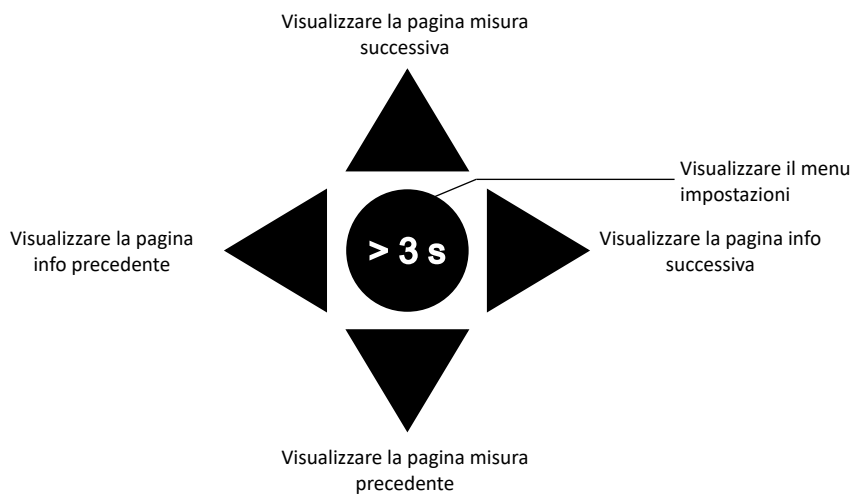 Visualizzare la pagina misura
successiva
Visualizzare il menu
impostazioni
Visualizzare la pagina
info precedente
> 3 s
Visualizzare la pagina info
successiva
Visualizzare la pagina misura
precedente